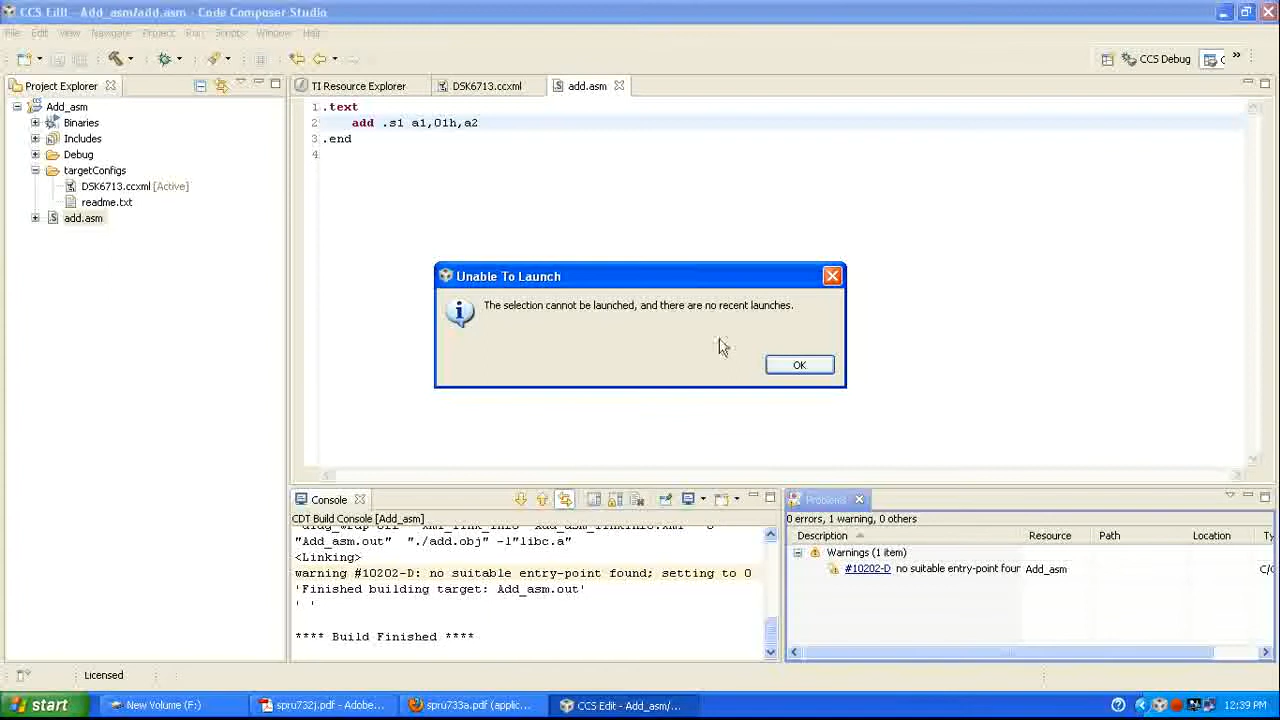 CCS Edit - Add_asm/add.asm - Code Composer Studio
File Edit View Navigate Project Run Scripts Window Help
CCS Debug
Project Explorer
TI Resource Explorer
DSK6713.ccxml
add.asm
Add_asm
Binaries
Includes
Debug
targetConfigs
DSK6713.ccxml [Active]
readme.txt
add.asm
1 .text
2 add .s1 a1,01h,a2
3 .end
4
Unable To Launch
The selection cannot be launched, and there are no recent launches.
OK
Console
CDT Build Console [Add_asm]
"Add_asm.out" "./add.obj" -l"libc.a"
<Linking>
warning #10202-D: no suitable entry-point found; setting to 0
'Finished building target: Add_asm.out'
' '
**** Build Finished ****
Problems
0 errors, 1 warning, 0 others
Description Resource Path Location Ty
Warnings (1 item)
#10202-D no suitable entry-point four Add_asm C/
Licensed
start
New Volume (F:)
spru732j.pdf - Adobe...
spru733a.pdf (applic...
CCS Edit - Add_asm/...
12:39 PM